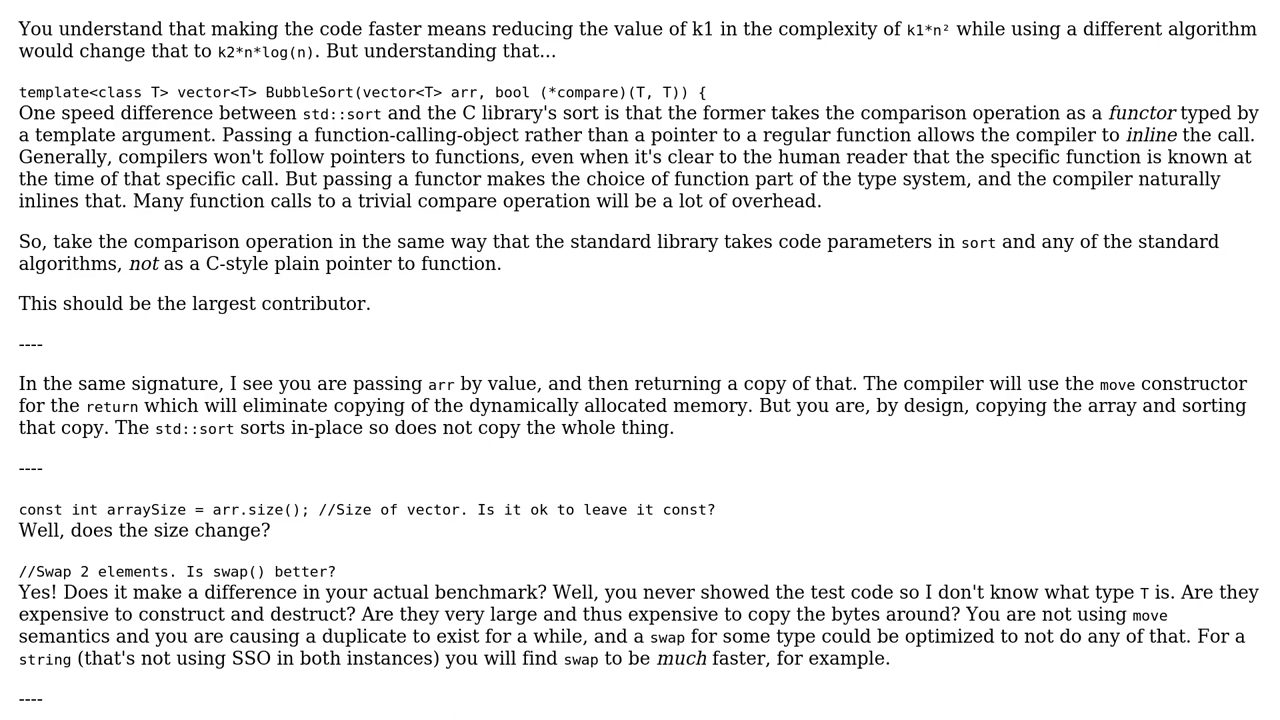 You understand that making the code faster means reducing the value of k1 in the complexity of k1*n² while using a different algorithm
would change that to k2*n*log(n). But understanding that...
template<class T> vector<T> BubbleSort(vector<T> arr, bool (*compare)(T, T)) {
One speed difference between std::sort and the C library's sort is that the former takes the comparison operation as a functor typed by
a template argument. Passing a function-calling-object rather than a pointer to a regular function allows the compiler to inline the call.
Generally, compilers won't follow pointers to functions, even when it's clear to the human reader that the specific function is known at
the time of that specific call. But passing a functor makes the choice of function part of the type system, and the compiler naturally
inlines that. Many function calls to a trivial compare operation will be a lot of overhead.
So, take the comparison operation in the same way that the standard library takes code parameters in sort and any of the standard
algorithms, not as a C-style plain pointer to function.
This should be the largest contributor.
----
In the same signature, I see you are passing arr by value, and then returning a copy of that. The compiler will use the move constructor
for the return which will eliminate copying of the dynamically allocated memory. But you are, by design, copying the array and sorting
that copy. The std::sort sorts in-place so does not copy the whole thing.
----
const int arraySize = arr.size(); //Size of vector. Is it ok to leave it const?
Well, does the size change?
//Swap 2 elements. Is swap() better?
Yes! Does it make a difference in your actual benchmark? Well, you never showed the test code so I don't know what type T is. Are they
expensive to construct and destruct? Are they very large and thus expensive to copy the bytes around? You are not using move
semantics and you are causing a duplicate to exist for a while, and a swap for some type could be optimized to not do any of that. For a
string (that's not using SSO in both instances) you will find swap to be much faster, for example.
----